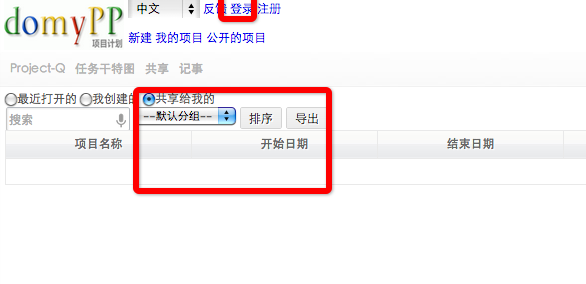 domyPP
项目计划
中文
反馈 登录 注册
新建 我的项目 公开的项目
Project-Q 任务干特图 共享 记事
最近打开的 我创建的 共享给我的
搜索 --默认分组-- 排序 导出
项目名称 开始日期 结束日期